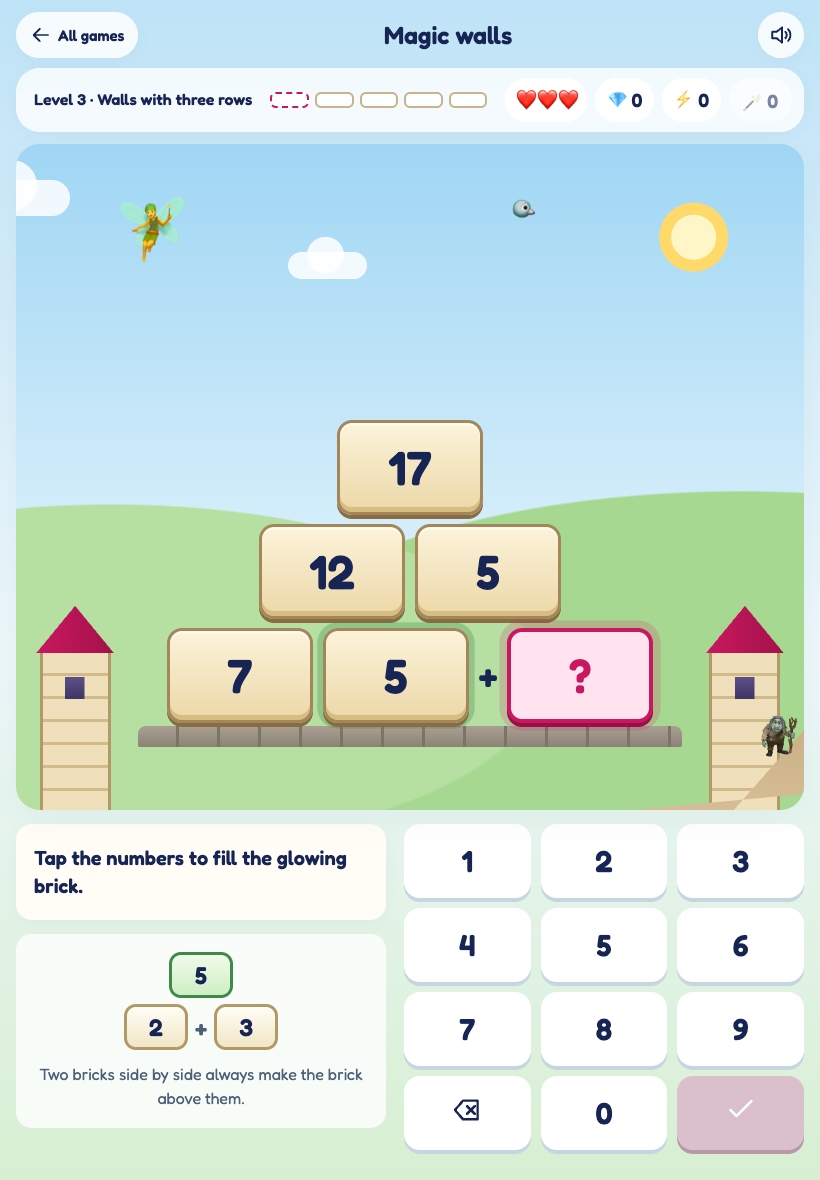 All games
Magic walls
Level 3 · Walls with three rows
0
0
0
17
12 5
7 5 + ?
Tap the numbers to fill the glowing
brick.
5
2 + 3
Two bricks side by side always make the brick
above them.
1 2 3
4 5 6
7 8 9
0